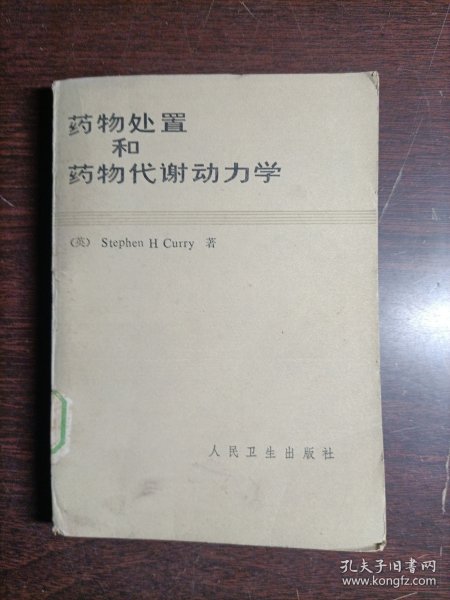 药物处置
和
药物代谢动力学
(英) Stephen H Curry 著
人民卫生出版社
孔夫子旧书网
www.kongfz.com